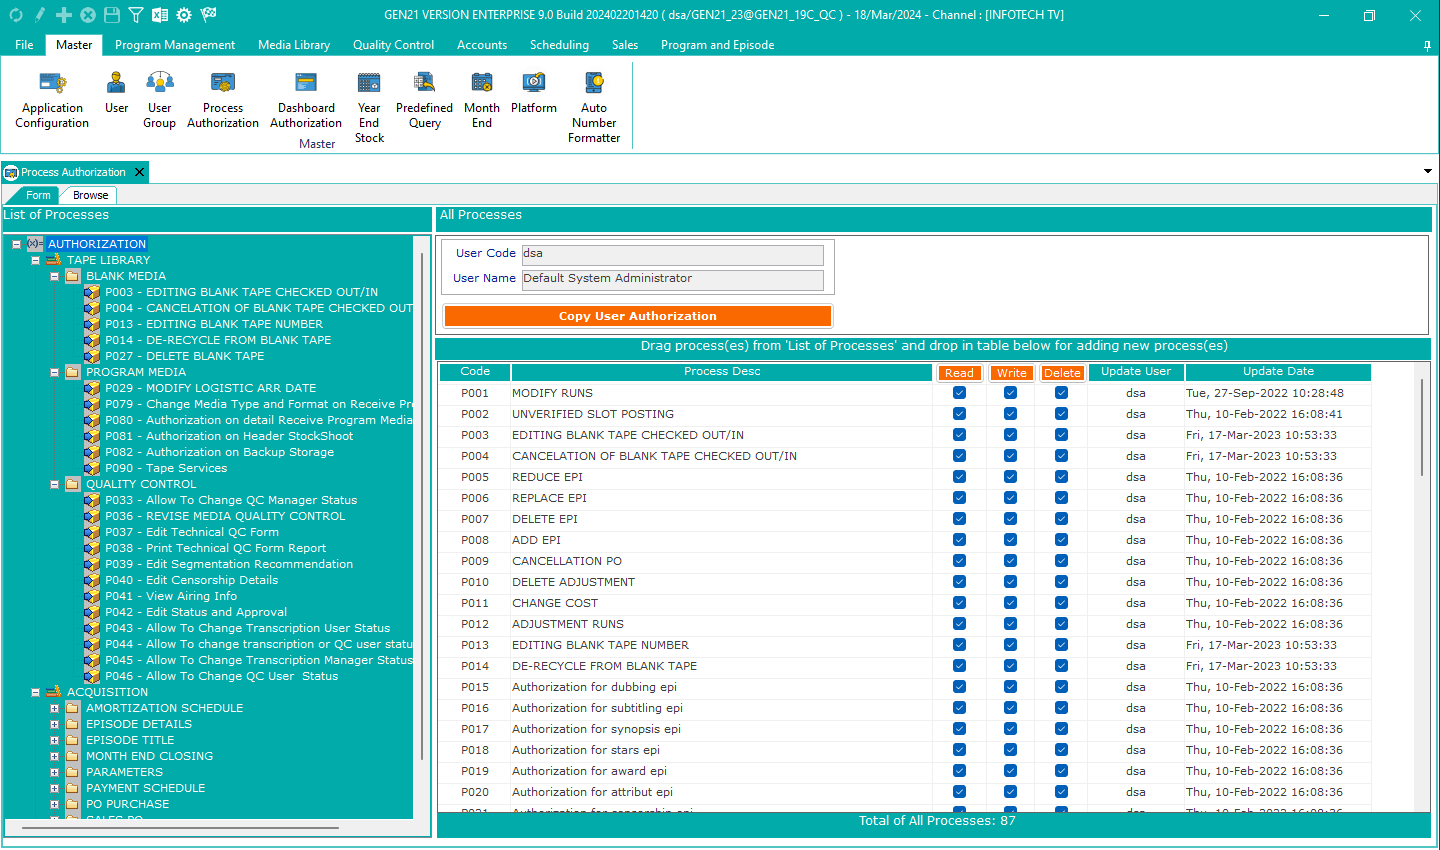 GEN21 VERSION ENTERPRISE 9.0 Build 202402201420 ( dsa/GEN21_23@GEN21_19C_QC ) - 18/Mar/2024 - Channel : [INFOTECH TV]
File Master Program Management Media Library Quality Control Accounts Scheduling Sales Program and Episode
Application Configuration
User
User Group
Process Authorization
Dashboard Authorization
Year End Stock
Predefined Query
Month End
Platform
Auto Number Formatter
Master
Process Authorization
Form Browse
List of Processes
AUTHORIZATION
TAPE LIBRARY
BLANK MEDIA
P003 - EDITING BLANK TAPE CHECKED OUT/IN
P004 - CANCELATION OF BLANK TAPE CHECKED OUT
P013 - EDITING BLANK TAPE NUMBER
P014 - DE-RECYCLE FROM BLANK TAPE
P027 - DELETE BLANK TAPE
PROGRAM MEDIA
P029 - MODIFY LOGISTIC ARR DATE
P079 - Change Media Type and Format on Receive Pr
P080 - Authorization on detail Receive Program Media
P081 - Authorization on Header StockShoot
P082 - Authorization on Backup Storage
P090 - Tape Services
QUALITY CONTROL
P033 - Allow To Change QC Manager Status
P036 - REVISE MEDIA QUALITY CONTROL
P037 - Edit Technical QC Form
P038 - Print Technical QC Form Report
P039 - Edit Segmentation Recommendation
P040 - Edit Censorship Details
P041 - View Airing Info
P042 - Edit Status and Approval
P043 - Allow To Change Transcription User Status
P044 - Allow To change transcription or QC user statu
P045 - Allow To Change Transcription Manager Status
P046 - Allow To Change QC User  Status
ACQUISITION
AMORTIZATION SCHEDULE
EPISODE DETAILS
EPISODE TITLE
MONTH END CLOSING
PARAMETERS
PAYMENT SCHEDULE
PO PURCHASE
SALES PO
All Processes
User Code dsa
User Name Default System Administrator
Copy User Authorization
Drag process(es) from 'List of Processes' and drop in table below for adding new process(es)
Code Process Desc Read Write Delete Update User Update Date
P001 MODIFY RUNS dsa Tue, 27-Sep-2022 10:28:48
P002 UNVERIFIED SLOT POSTING dsa Thu, 10-Feb-2022 16:08:41
P003 EDITING BLANK TAPE CHECKED OUT/IN dsa Fri, 17-Mar-2023 10:53:33
P004 CANCELATION OF BLANK TAPE CHECKED OUT/IN dsa Fri, 17-Mar-2023 10:53:33
P005 REDUCE EPI dsa Thu, 10-Feb-2022 16:08:36
P006 REPLACE EPI dsa Thu, 10-Feb-2022 16:08:36
P007 DELETE EPI dsa Thu, 10-Feb-2022 16:08:36
P008 ADD EPI dsa Thu, 10-Feb-2022 16:08:36
P009 CANCELLATION PO dsa Thu, 10-Feb-2022 16:08:36
P010 DELETE ADJUSTMENT dsa Thu, 10-Feb-2022 16:08:36
P011 CHANGE COST dsa Thu, 10-Feb-2022 16:08:36
P012 ADJUSTMENT RUNS dsa Thu, 10-Feb-2022 16:08:36
P013 EDITING BLANK TAPE NUMBER dsa Fri, 17-Mar-2023 10:53:33
P014 DE-RECYCLE FROM BLANK TAPE dsa Fri, 17-Mar-2023 10:53:33
P015 Authorization for dubbing epi dsa Thu, 10-Feb-2022 16:08:36
P016 Authorization for subtitling epi dsa Thu, 10-Feb-2022 16:08:36
P017 Authorization for synopsis epi dsa Thu, 10-Feb-2022 16:08:36
P018 Authorization for stars epi dsa Thu, 10-Feb-2022 16:08:36
P019 Authorization for award epi dsa Thu, 10-Feb-2022 16:08:36
P020 Authorization for attribut epi dsa Thu, 10-Feb-2022 16:08:36
P021 Authorization for censorship epi dsa Thu, 10-Feb-2022 16:08:36
Total of All Processes: 87